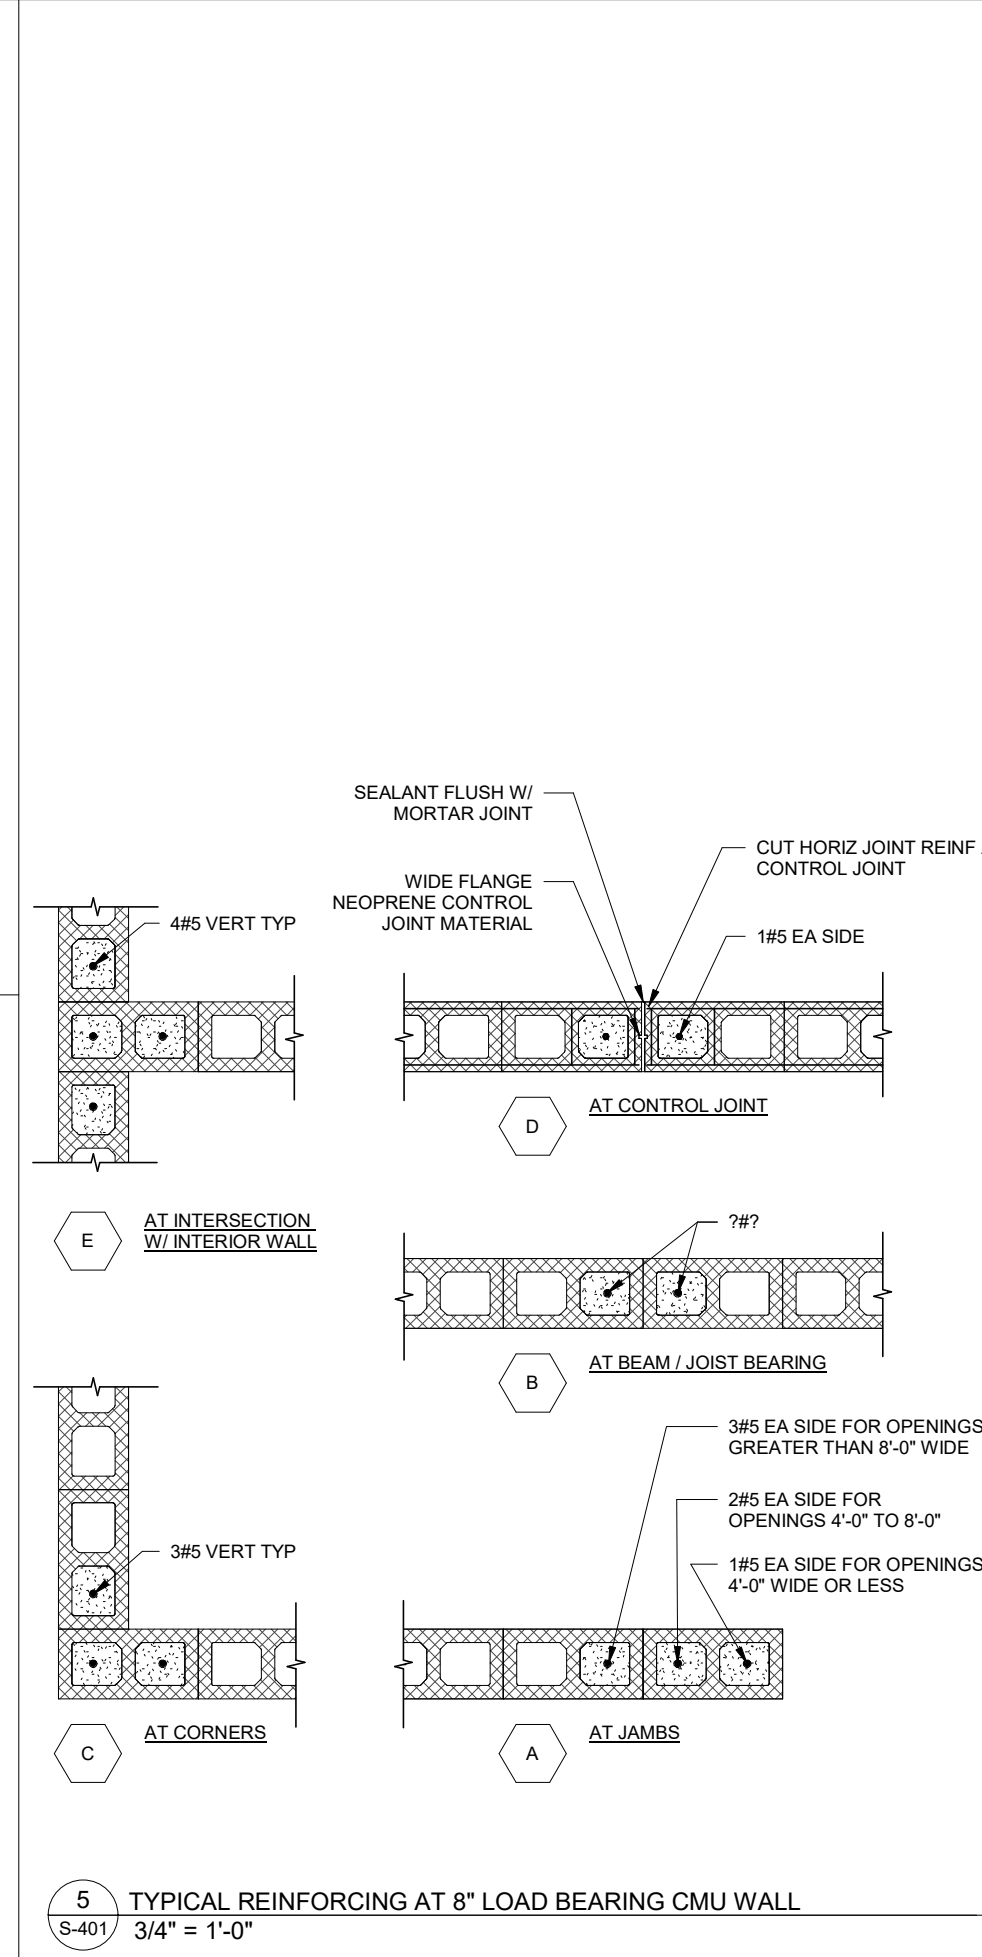 SEALANT FLUSH W/
MORTAR JOINT
CUT HORIZ JOINT REINF
CONTROL JOINT
WIDE FLANGE
NEOPRENE CONTROL
JOINT MATERIAL
4#5 VERT TYP
1#5 EA SIDE
D
AT CONTROL JOINT
E
AT INTERSECTION
W/ INTERIOR WALL
?#?
B
AT BEAM / JOIST BEARING
3#5 EA SIDE FOR OPENINGS
GREATER THAN 8'-0" WIDE
2#5 EA SIDE FOR
OPENINGS 4'-0" TO 8'-0"
3#5 VERT TYP
1#5 EA SIDE FOR OPENINGS
4'-0" WIDE OR LESS
C
AT CORNERS
A
AT JAMBS
5
S-401
TYPICAL REINFORCING AT 8" LOAD BEARING CMU WALL
3/4" = 1'-0"